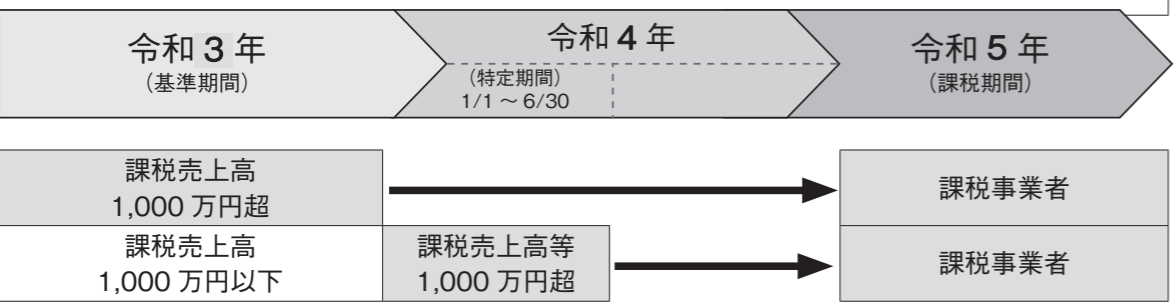 令和 3 年
(基準期間)
令和 4 年
(特定期間)
1/1 ~ 6/30
令和 5 年
(課税期間)
課税売上高
1,000 万円超
課税事業者
課税売上高
1,000 万円以下
課税売上高等
1,000 万円超
課税事業者